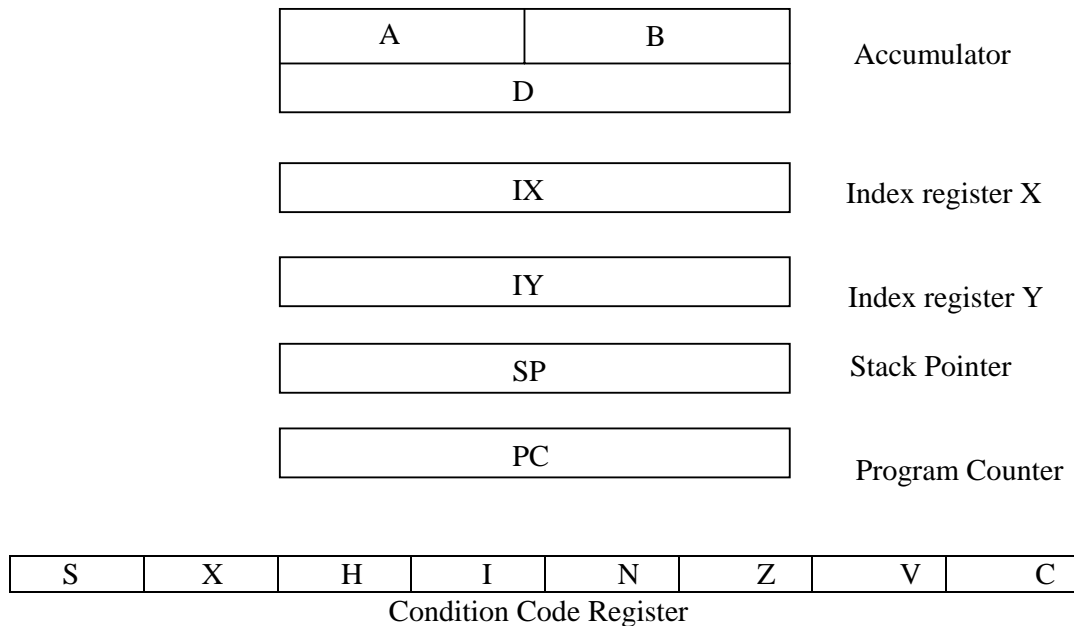 A B
Accumulator
D
IX
Index register X
IY
Index register Y
SP
Stack Pointer
PC
Program Counter
S X H I N Z V C
Condition Code Register